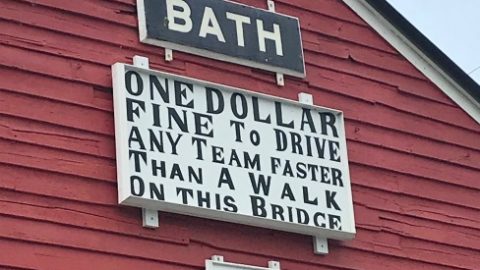 BATH
ONE DOLLAR
FINE TO DRIVE
ANY TEAM FASTER
THAN A WALK
ON THIS BRIDGE